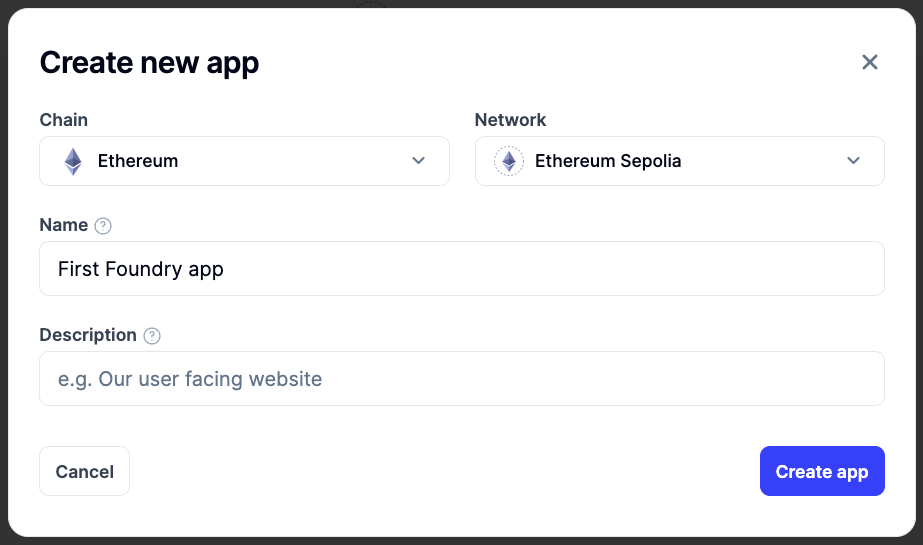 Create new app
Chain Network
Ethereum Ethereum Sepolia
Name ?
First Foundry app
Description ?
e.g. Our user facing website
Cancel Create app